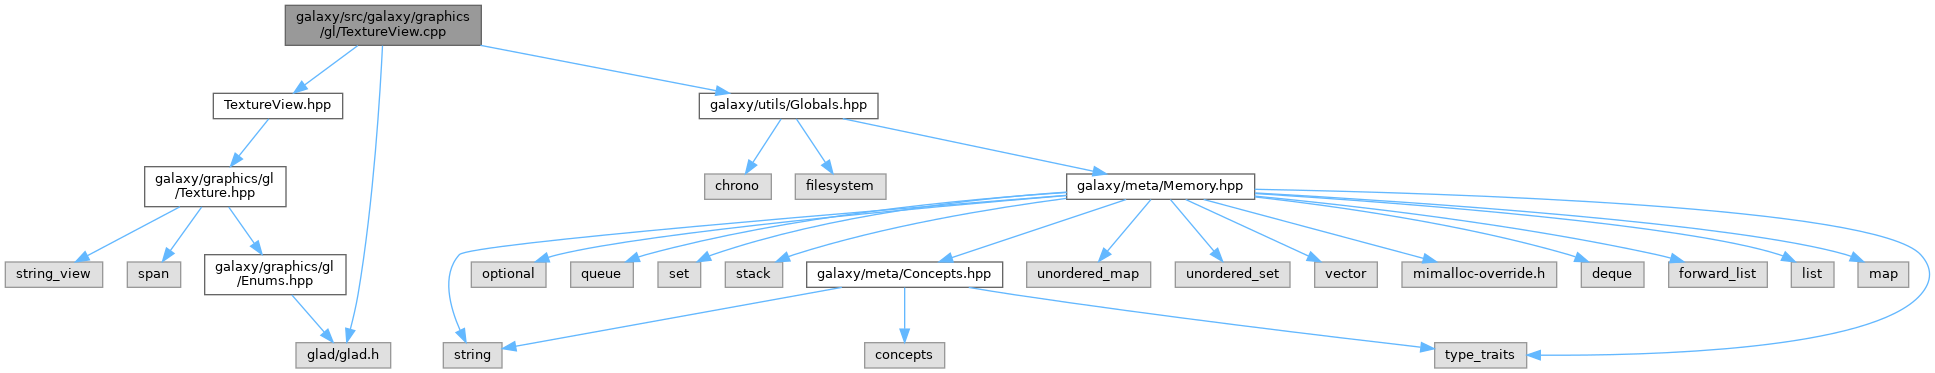 galaxy/src/galaxy/graphics
/gl/TextureView.cpp
TextureView.hpp
galaxy/utils/Globals.hpp
galaxy/graphics/gl
/Texture.hpp
chrono
filesystem
galaxy/meta/Memory.hpp
string_view
span
galaxy/graphics/gl
/Enums.hpp
optional
queue
set
stack
galaxy/meta/Concepts.hpp
unordered_map
unordered_set
vector
mimalloc-override.h
deque
forward_list
list
map
glad/glad.h
string
concepts
type_traits